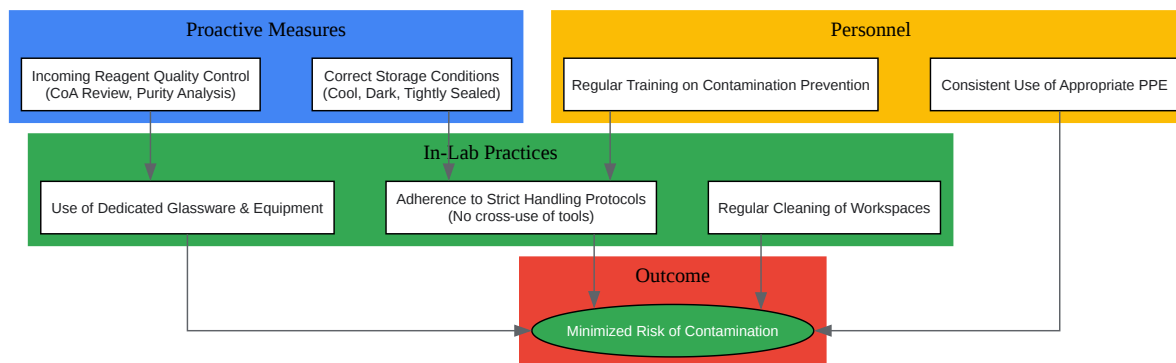 Proactive Measures
Personnel
Incoming Reagent Quality Control
(CoA Review, Purity Analysis)
Correct Storage Conditions
(Cool, Dark, Tightly Sealed)
Regular Training on Contamination Prevention
Consistent Use of Appropriate PPE
In-Lab Practices
Use of Dedicated Glassware & Equipment
Adherence to Strict Handling Protocols
(No cross-use of tools)
Regular Cleaning of Workspaces
Outcome
Minimized Risk of Contamination